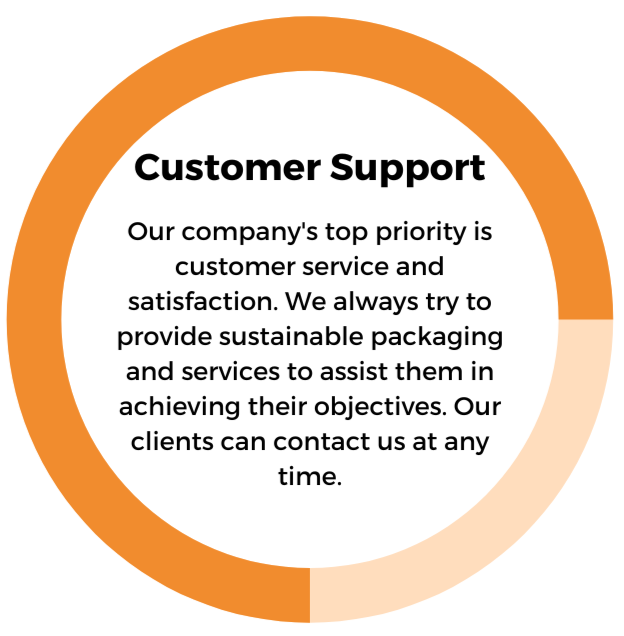 Customer Support
Our company's top priority is
customer service and
satisfaction. We always try to
provide sustainable packaging
and services to assist them in
achieving their objectives. Our
clients can contact us at any
time.